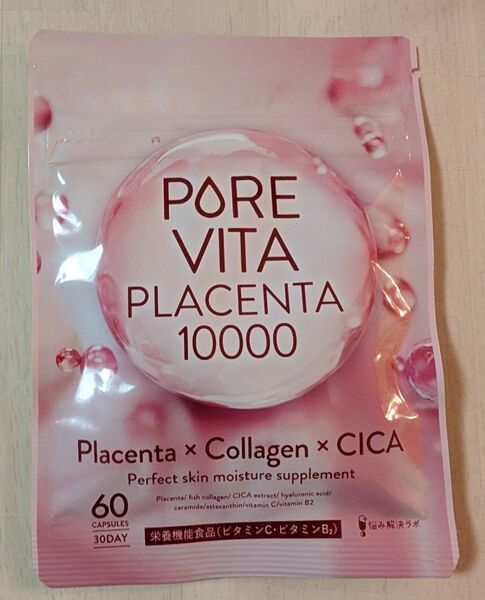 PORE
VITA
PLACENTA
10000
Placenta × Collagen × CICA
Perfect skin moisture supplement
Placenta/ fish collagen/ CICA extract/ hyaluronic acid/
ceramide/astaxanthin/vitamin C/vitamin B2
60
CAPSULES
30DAY
栄養機能食品(ビタミンC・ビタミンB₂)
悩み解決ラボ